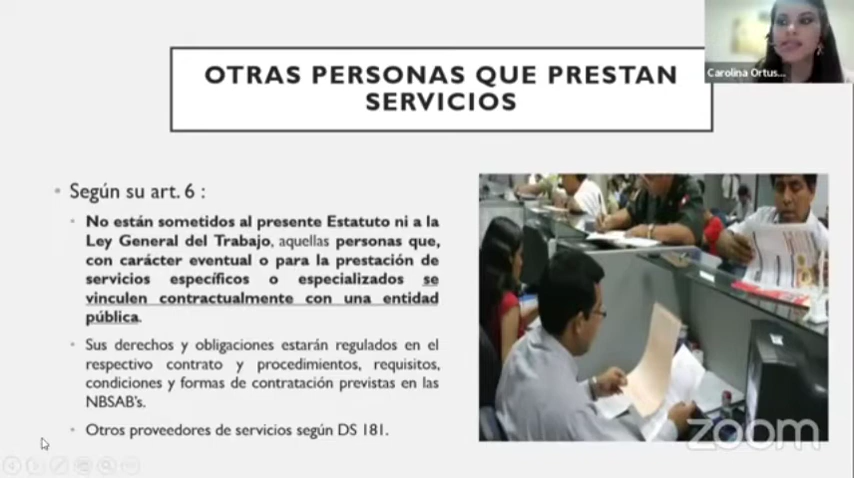 OTRAS PERSONAS QUE PRESTAN
SERVICIOS
Carolina Ortus...
• Según su art. 6 :
• No están sometidos al presente Estatuto ni a la
Ley General del Trabajo, aquellas personas que,
con carácter eventual o para la prestación de
servicios específicos o especializados se
vinculen contractualmente con una entidad
pública.
• Sus derechos y obligaciones estarán regulados en el
respectivo contrato y procedimientos, requisitos,
condiciones y formas de contratación previstas en las
NBSAB's.
• Otros proveedores de servicios según DS 181.
zoom